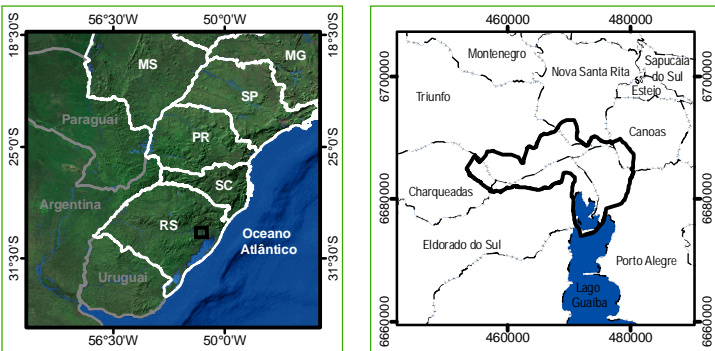 56°30'W 50°0'W
18°30'S 18°30'S
MS MG
SP
Paraguai
PR
25°0'S 25°0'S
SC
Argentina
RS
Oceano
Atlântico
31°30'S 31°30'S
Uruguai
56°30'W 50°0'W
460000 480000
Montenegro
Sapucaia
do Sul
Nova Santa Rita
6700000 6700000
Esteio
Triunfo
Canoas
Charqueadas
6680000 6680000
Eldorado do Sul
Porto Alegre
Lago
Guaíba
6660000 6660000
460000 480000